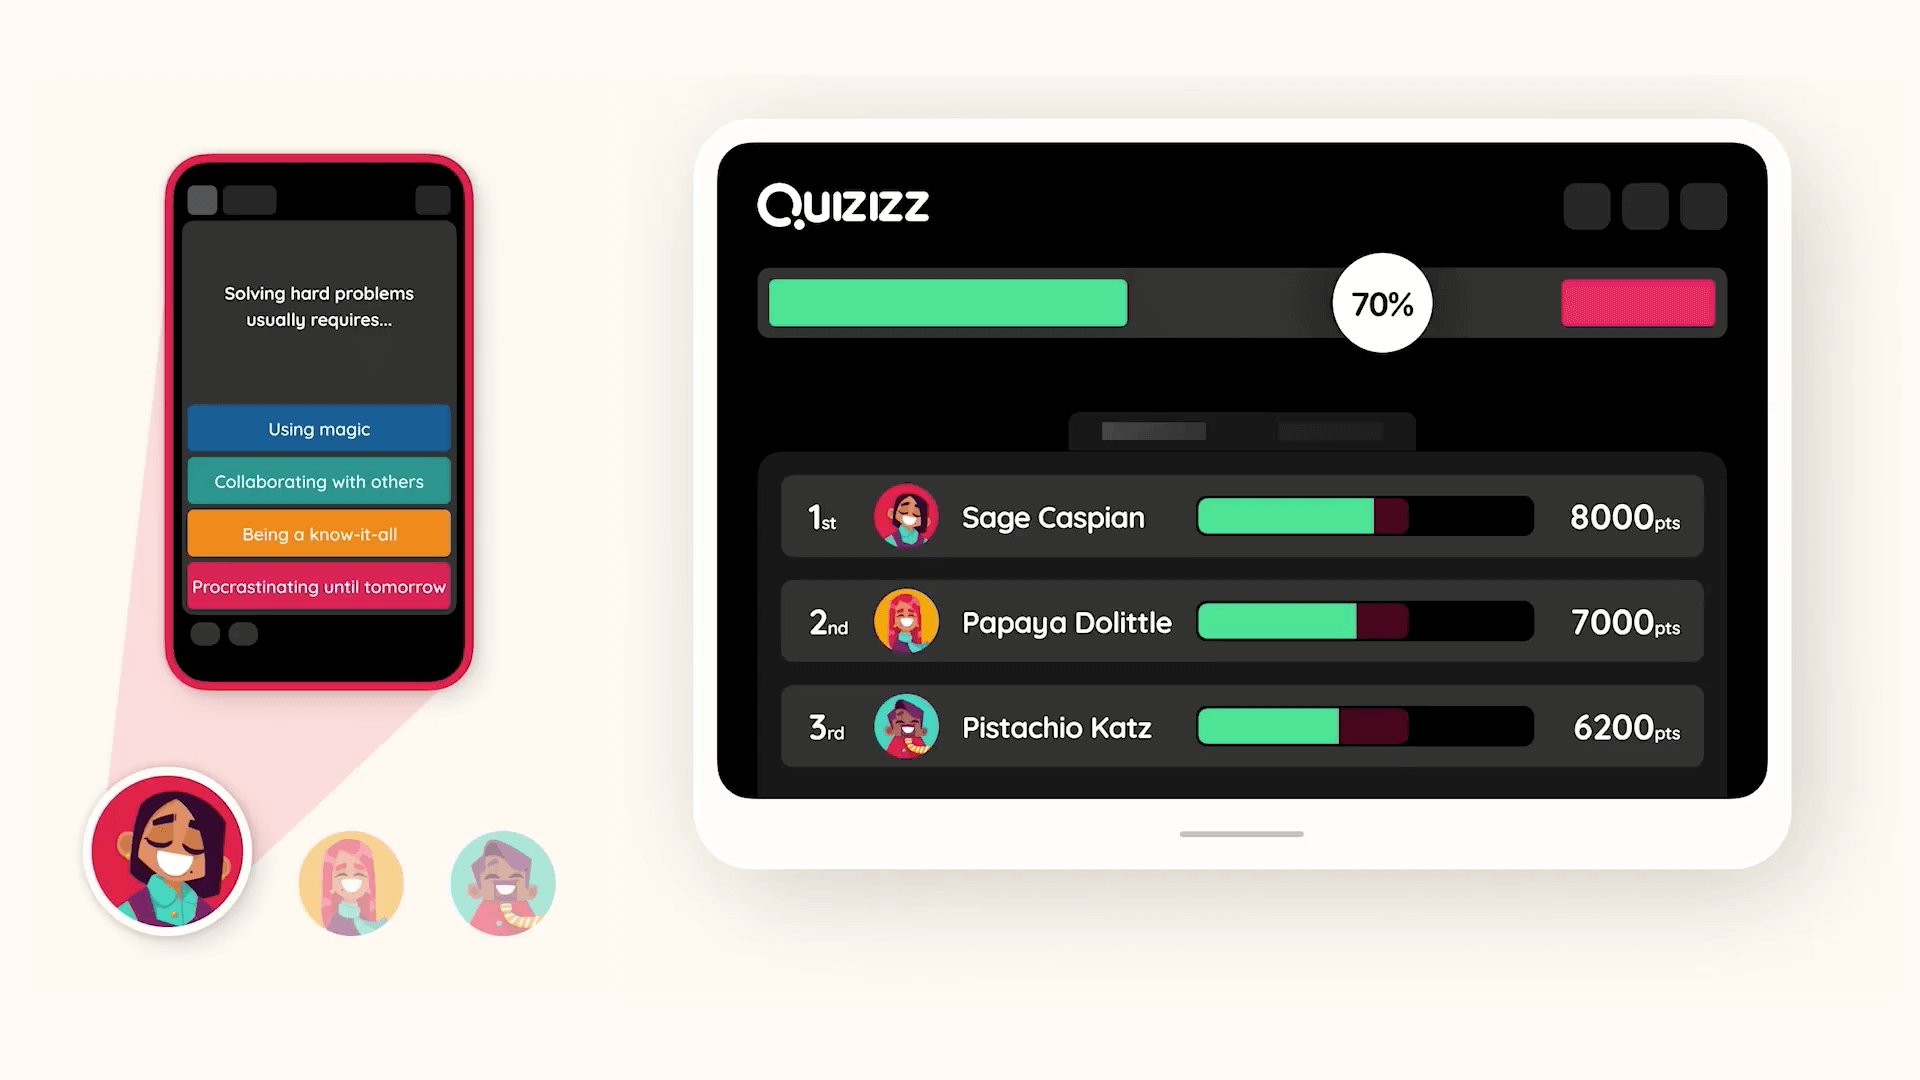 Solving hard problems
usually requires...
Using magic
Collaborating with others
Being a know-it-all
Procrastinating until tomorrow
Quizizz
70%
1st Sage Caspian 8000pts
2nd Papaya Dolittle 7000pts
3rd Pistachio Katz 6200pts